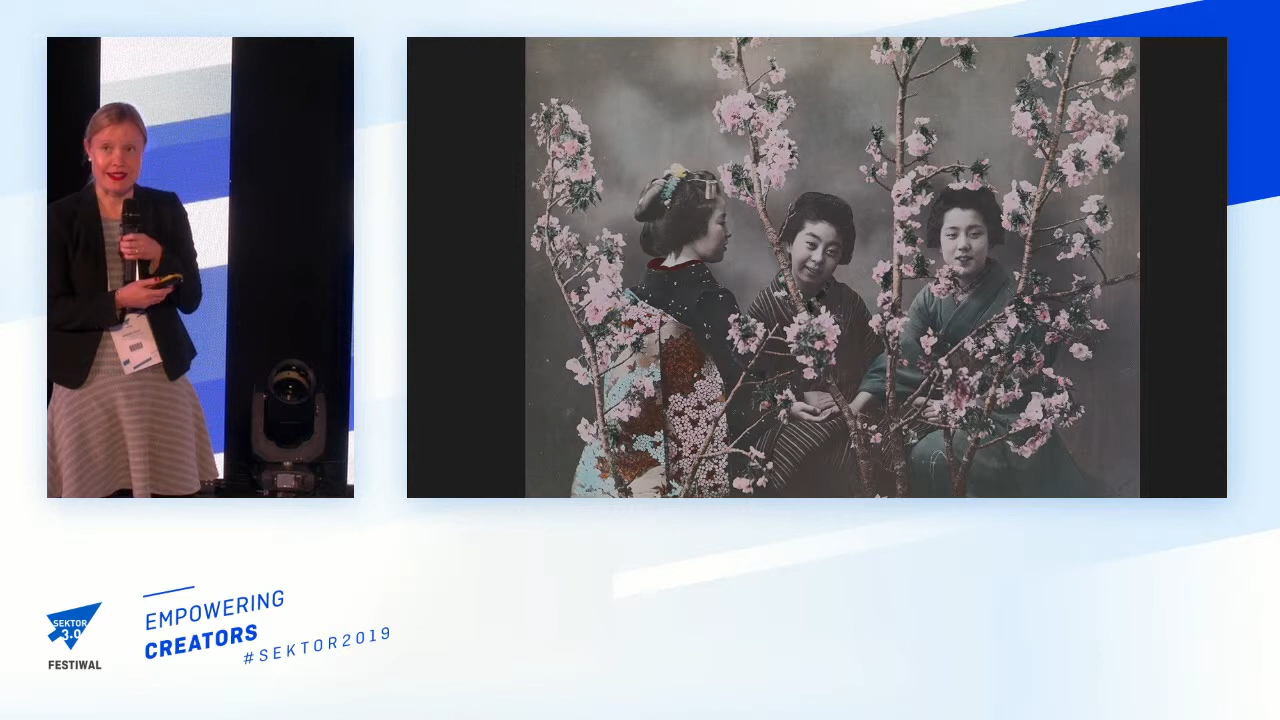 SEKTOR
3.0
FESTIWAL
EMPOWERING
CREATORS
#SEKTOR2019